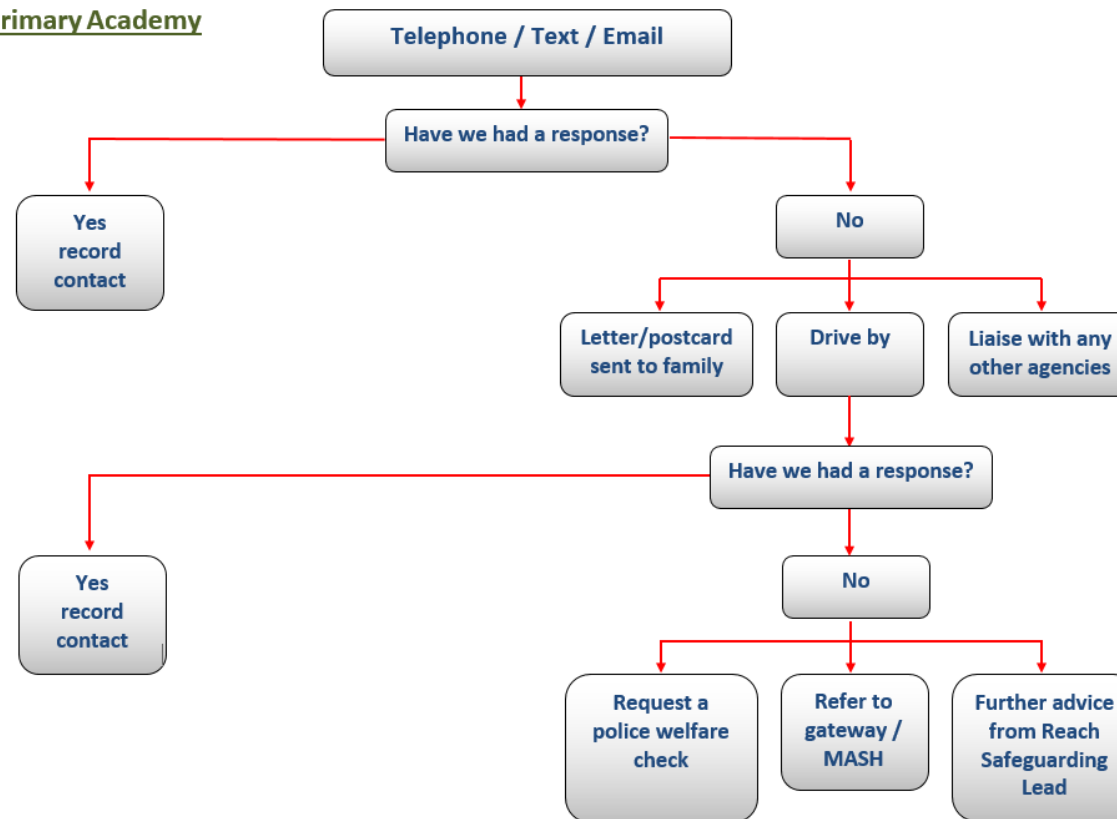 rimary Academy
Telephone / Text / Email
Have we had a response?
Yes
record
contact
No
Letter/postcard
sent to family
Drive by
Liaise with any
other agencies
Have we had a response?
Yes
record
contact
No
Request a
police welfare
check
Refer to
gateway /
MASH
Further advice
from Reach
Safeguarding
Lead